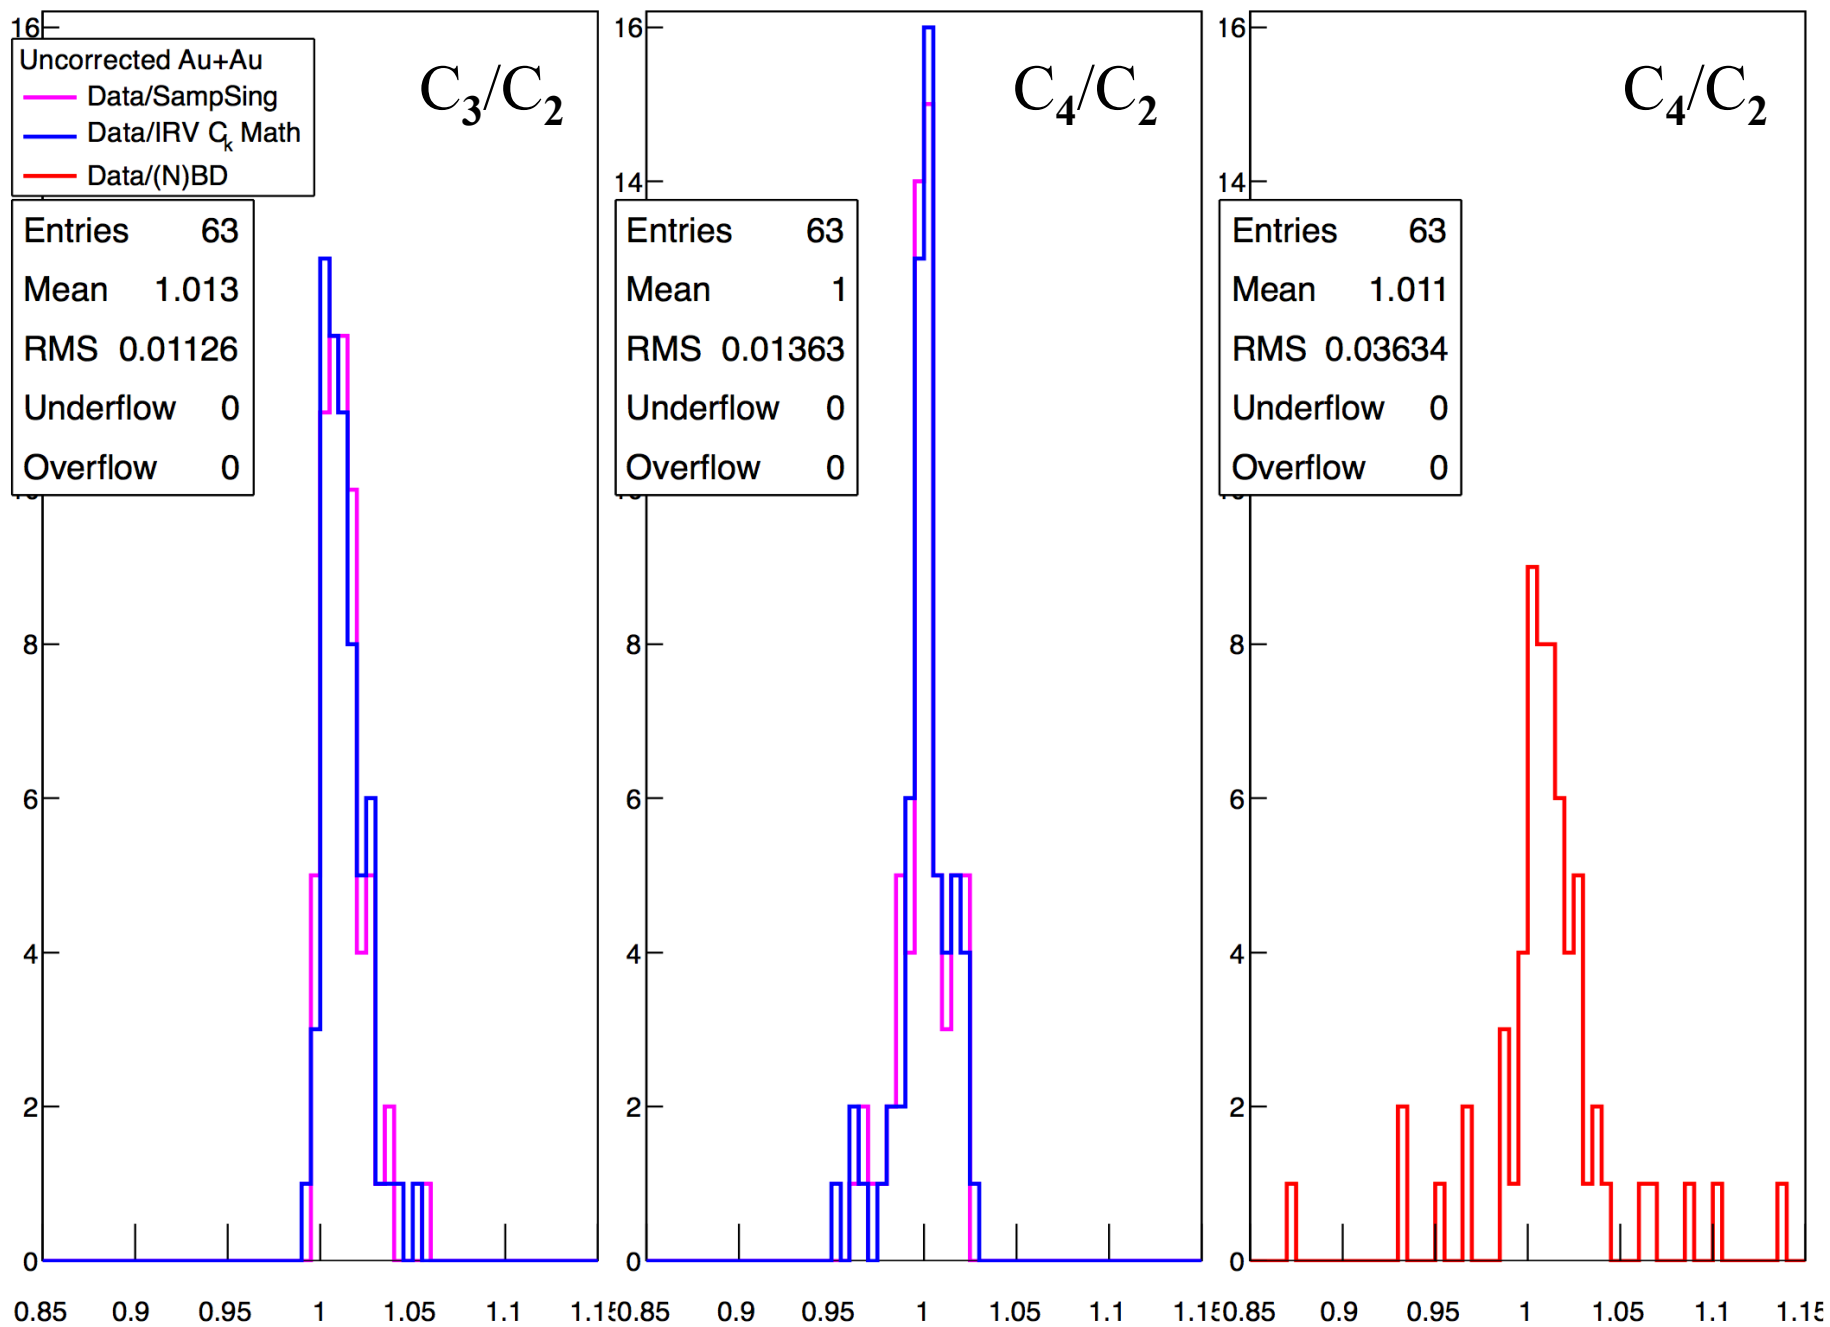 16
Uncorrected Au+Au
Data/SampSing
Data/IRV Ck Math
Data/(N)BD
C3/C2
Entries 63
Mean 1.013
RMS 0.01126
Underflow 0
Overflow 0
8
6
4
2
0
0.85 0.9 0.95 1 1.05 1.1
16
14
C4/C2
Entries 63
Mean 1
RMS 0.01363
Underflow 0
Overflow 0
8
6
4
2
0
0.85 0.9 0.95 1 1.05 1.1
16
14
C4/C2
Entries 63
Mean 1.011
RMS 0.03634
Underflow 0
Overflow 0
8
6
4
2
0
0.85 0.9 0.95 1 1.05 1.1 1.15